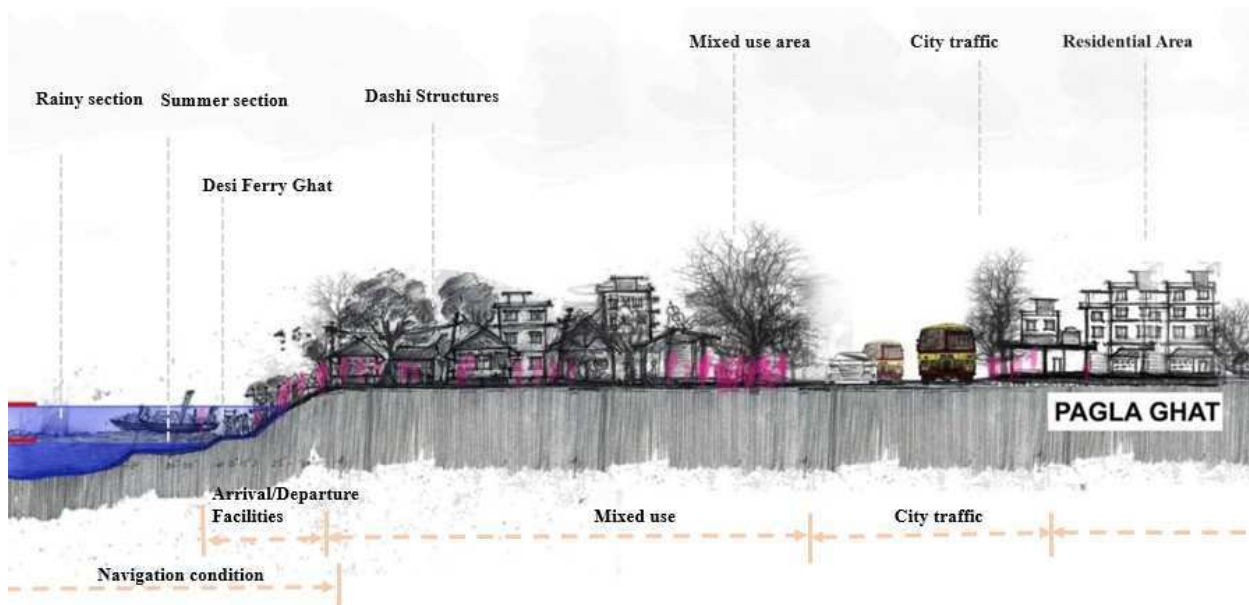 Mixed use area
City traffic
Residential Area
Rainy section
Summer section
Dashi Structures
Desi Ferry Ghat
PAGLA GHAT
Arrival/Departure
Facilities
Mixed use
City traffic
Navigation condition